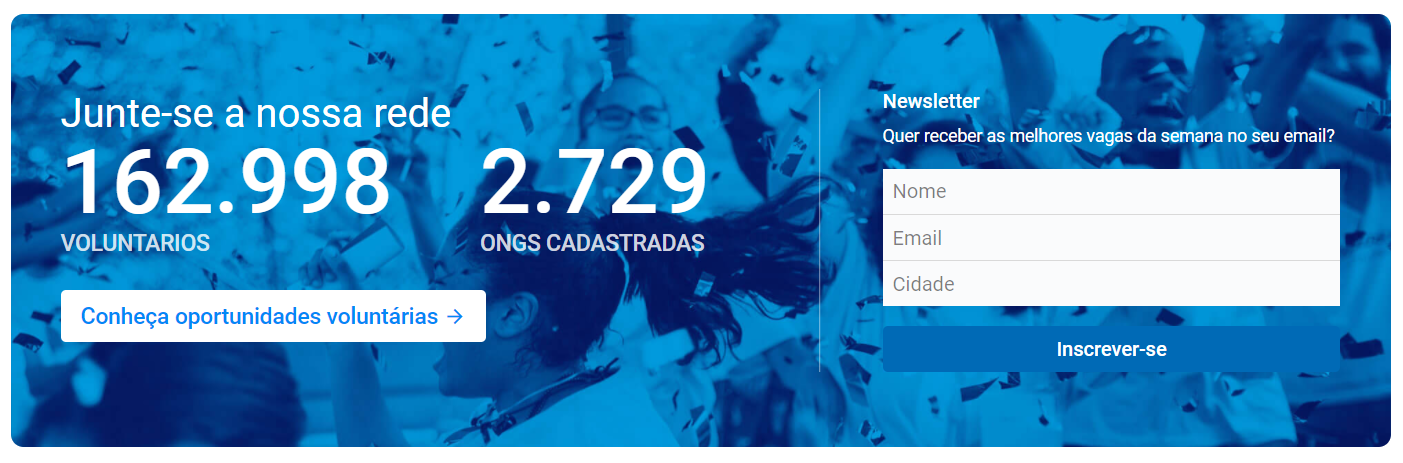 Junte-se a nossa rede
162.998
VOLUNTARIOS
2.729
ONGS CADASTRADAS
Conheça oportunidades voluntárias →
Newsletter
Quer receber as melhores vagas da semana no seu email?
Nome
Email
Cidade
Inscrever-se